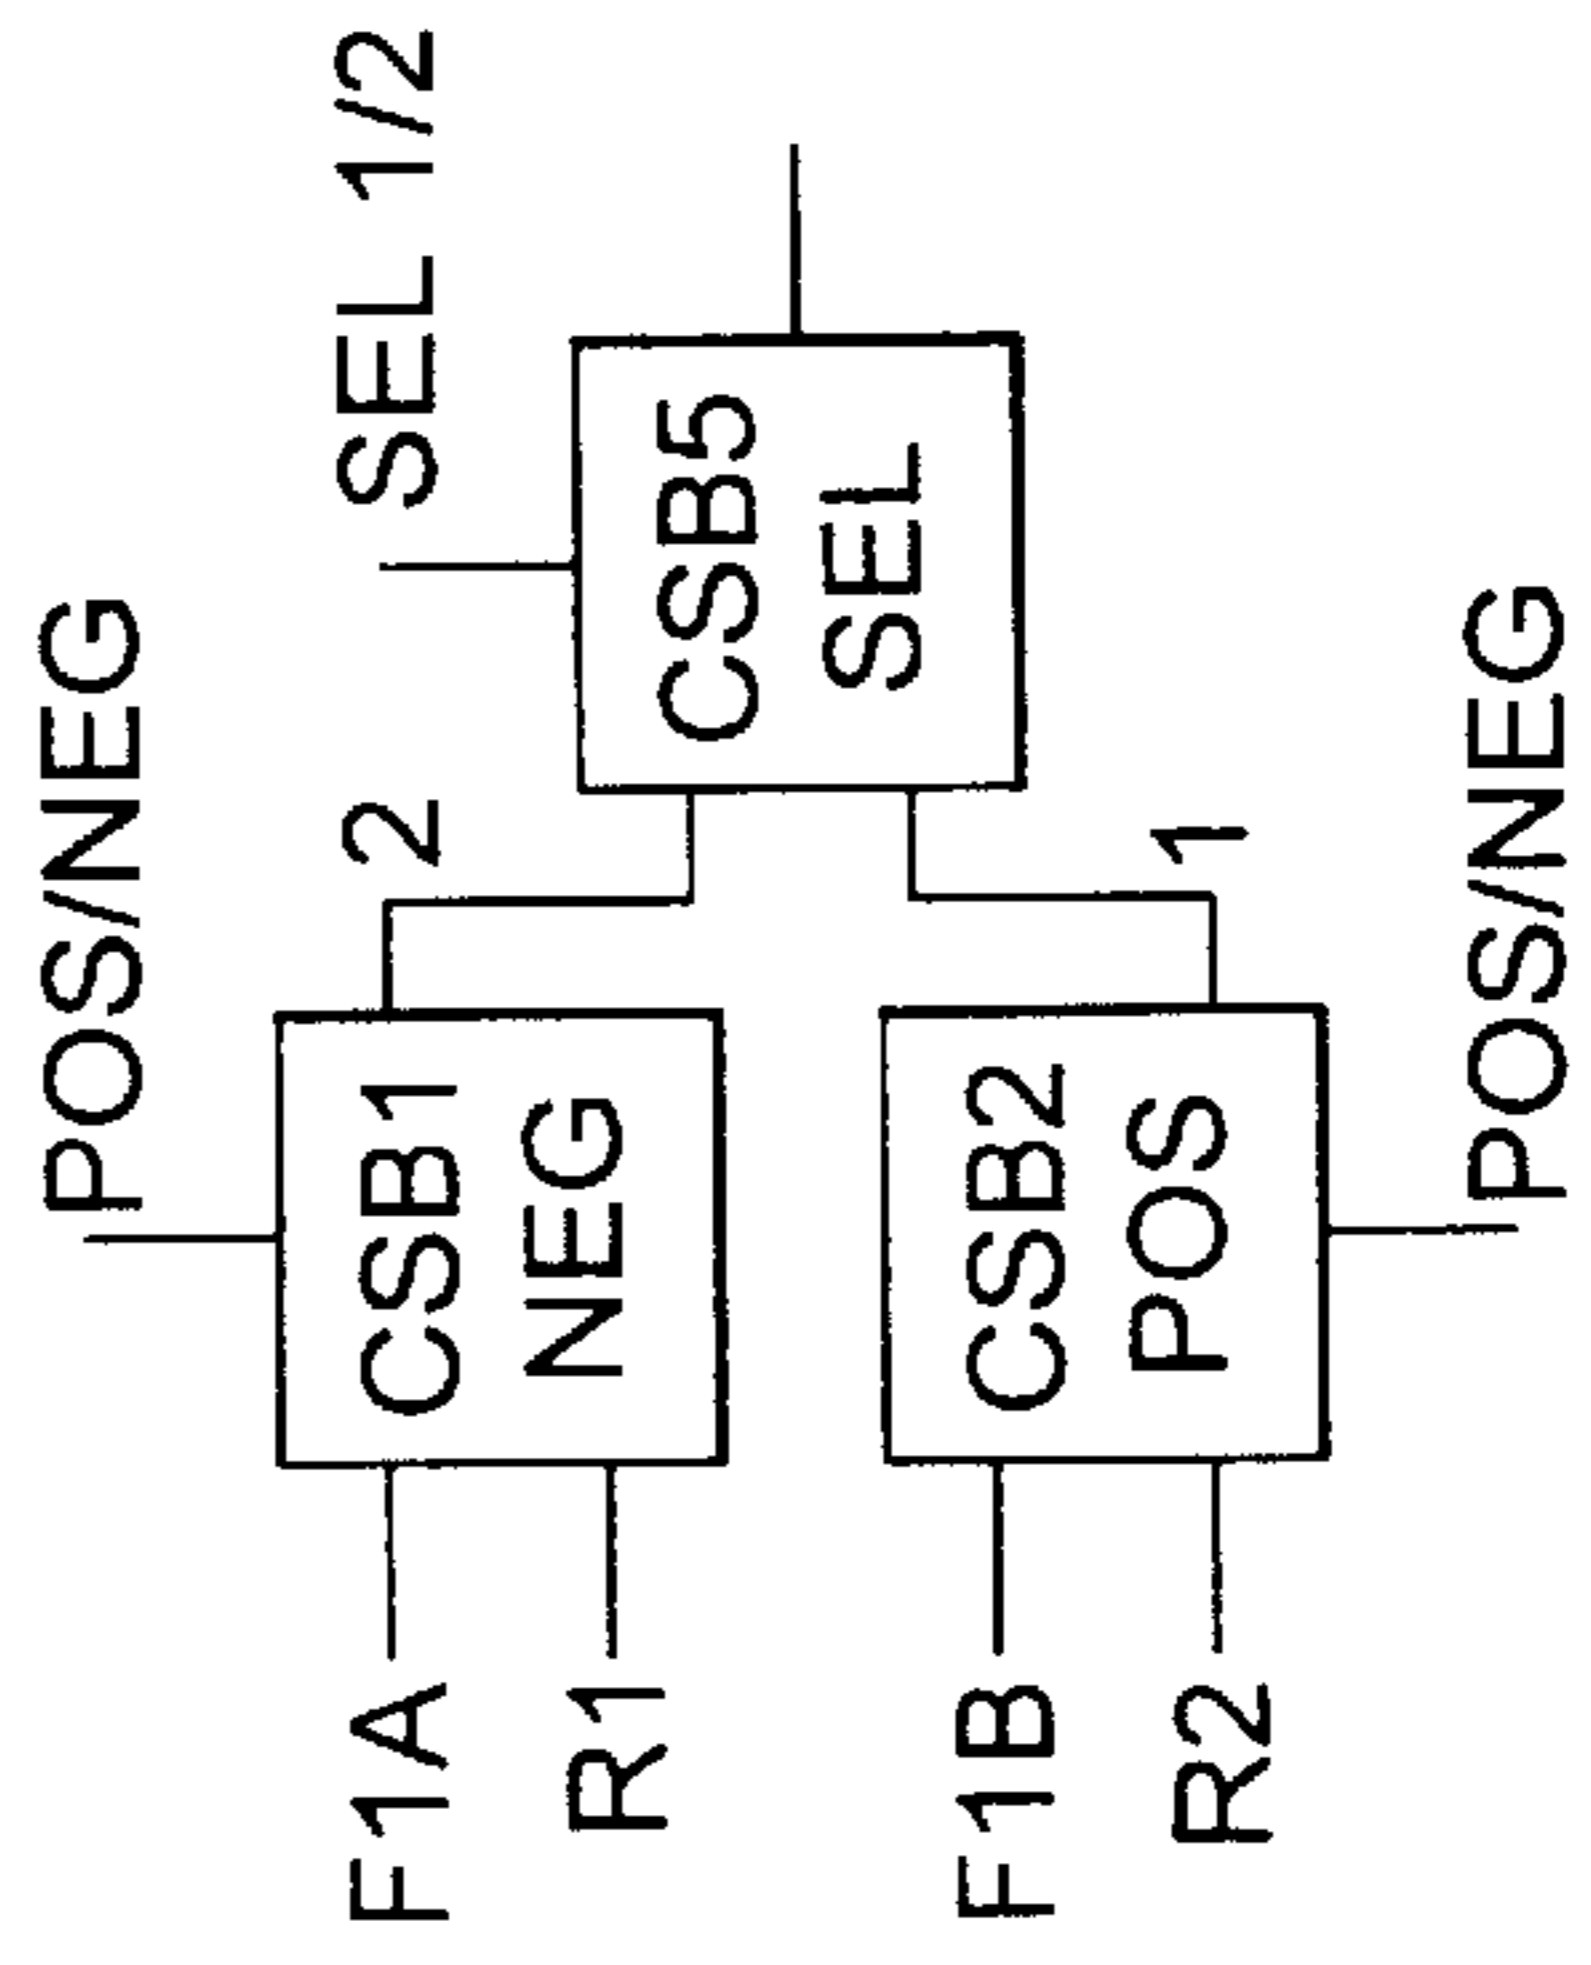 POS/NEG
SEL 1/2
2
F1A
R1
CSB1
NEG
CSB5
SEL
F1B
R2
CSB2
POS
1
POS/NEG